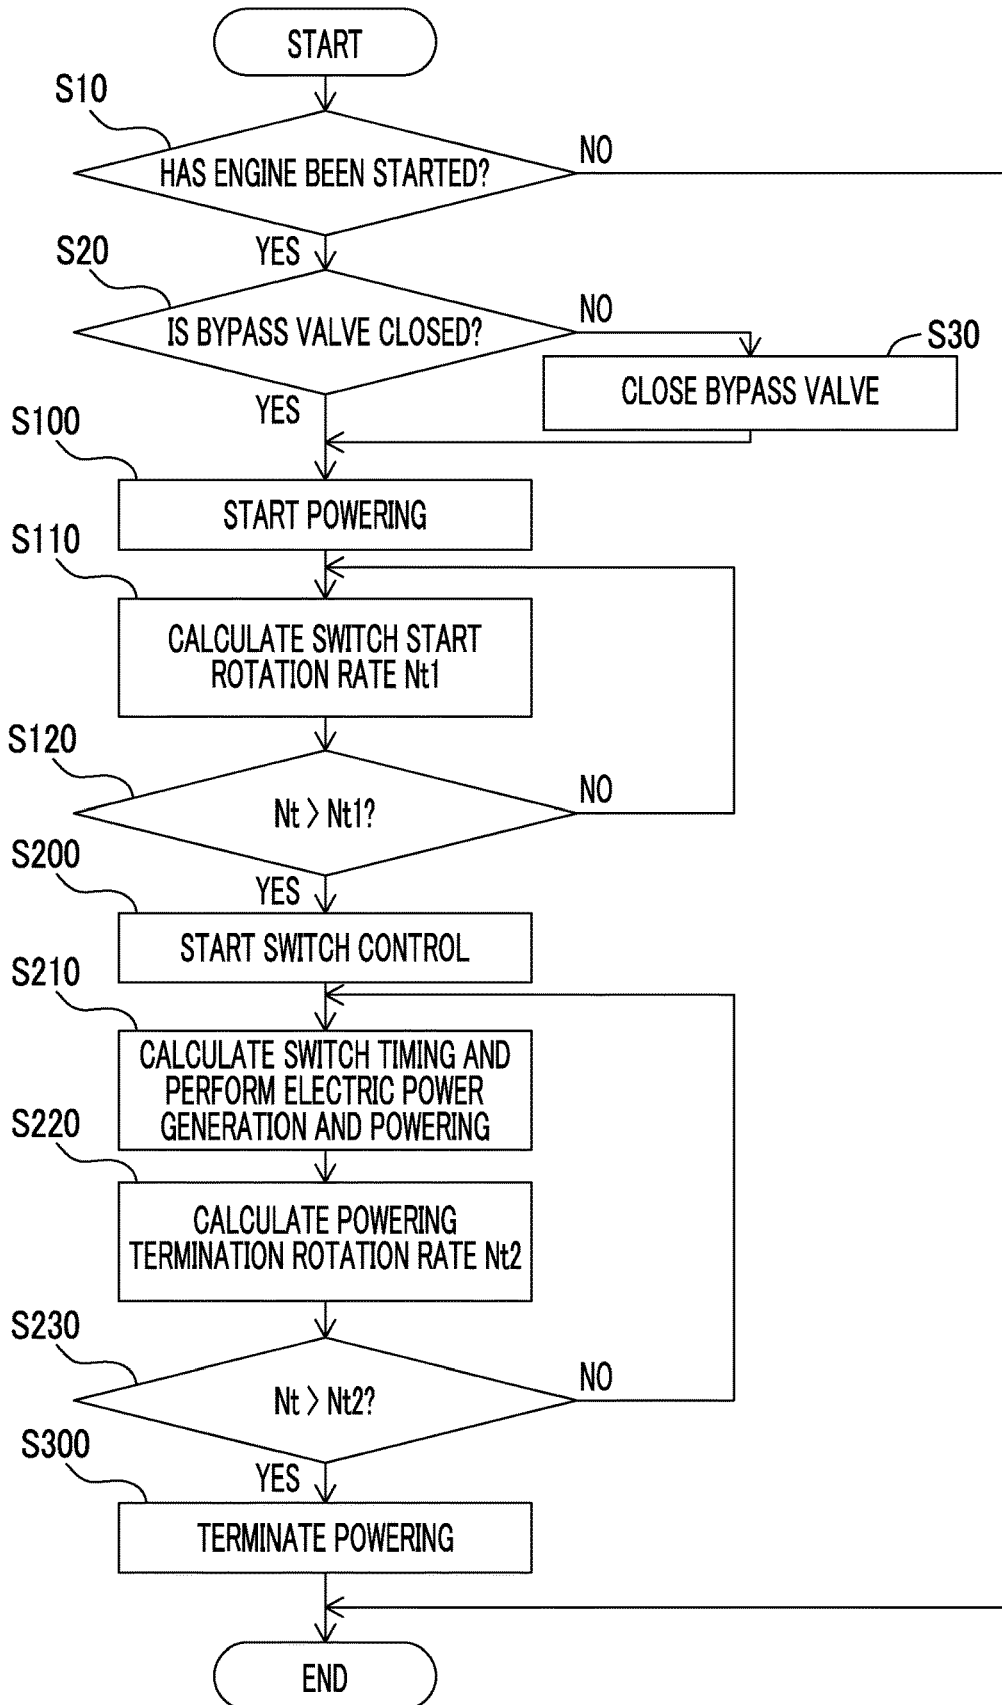 START
S10
HAS ENGINE BEEN STARTED?
NO
YES
S20
IS BYPASS VALVE CLOSED?
NO
S30
CLOSE BYPASS VALVE
YES
S100
START POWERING
S110
CALCULATE SWITCH START
ROTATION RATE Nt1
S120
Nt > Nt1?
NO
YES
S200
START SWITCH CONTROL
S210
CALCULATE SWITCH TIMING AND
PERFORM ELECTRIC POWER
GENERATION AND POWERING
S220
CALCULATE POWERING
TERMINATION ROTATION RATE Nt2
S230
Nt > Nt2?
NO
YES
S300
TERMINATE POWERING
END